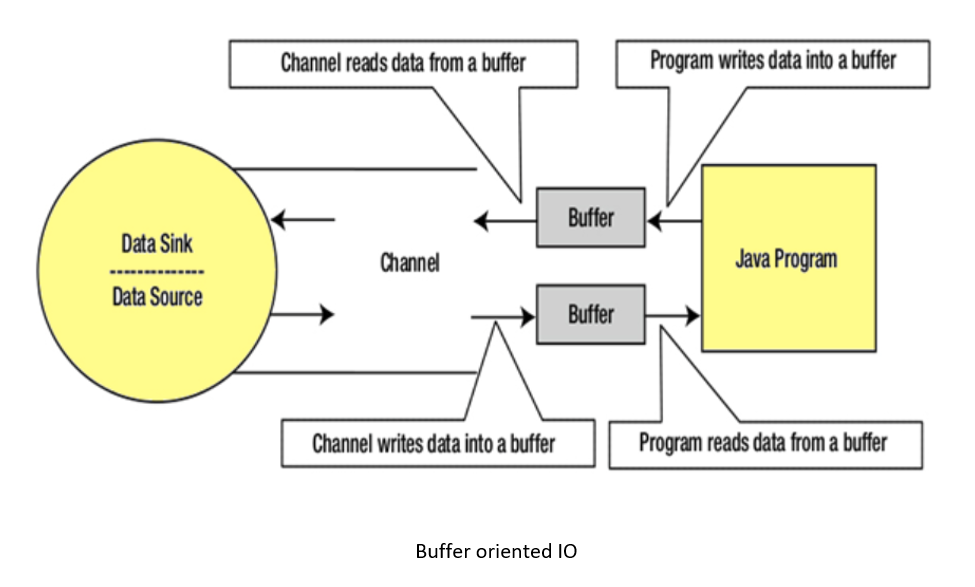 Channel reads data from a buffer
Program writes data into a buffer
Data Sink
Data Source
Channel
Buffer
Buffer
Java Program
Channel writes data into a buffer
Program reads data from a buffer
Buffer oriented IO